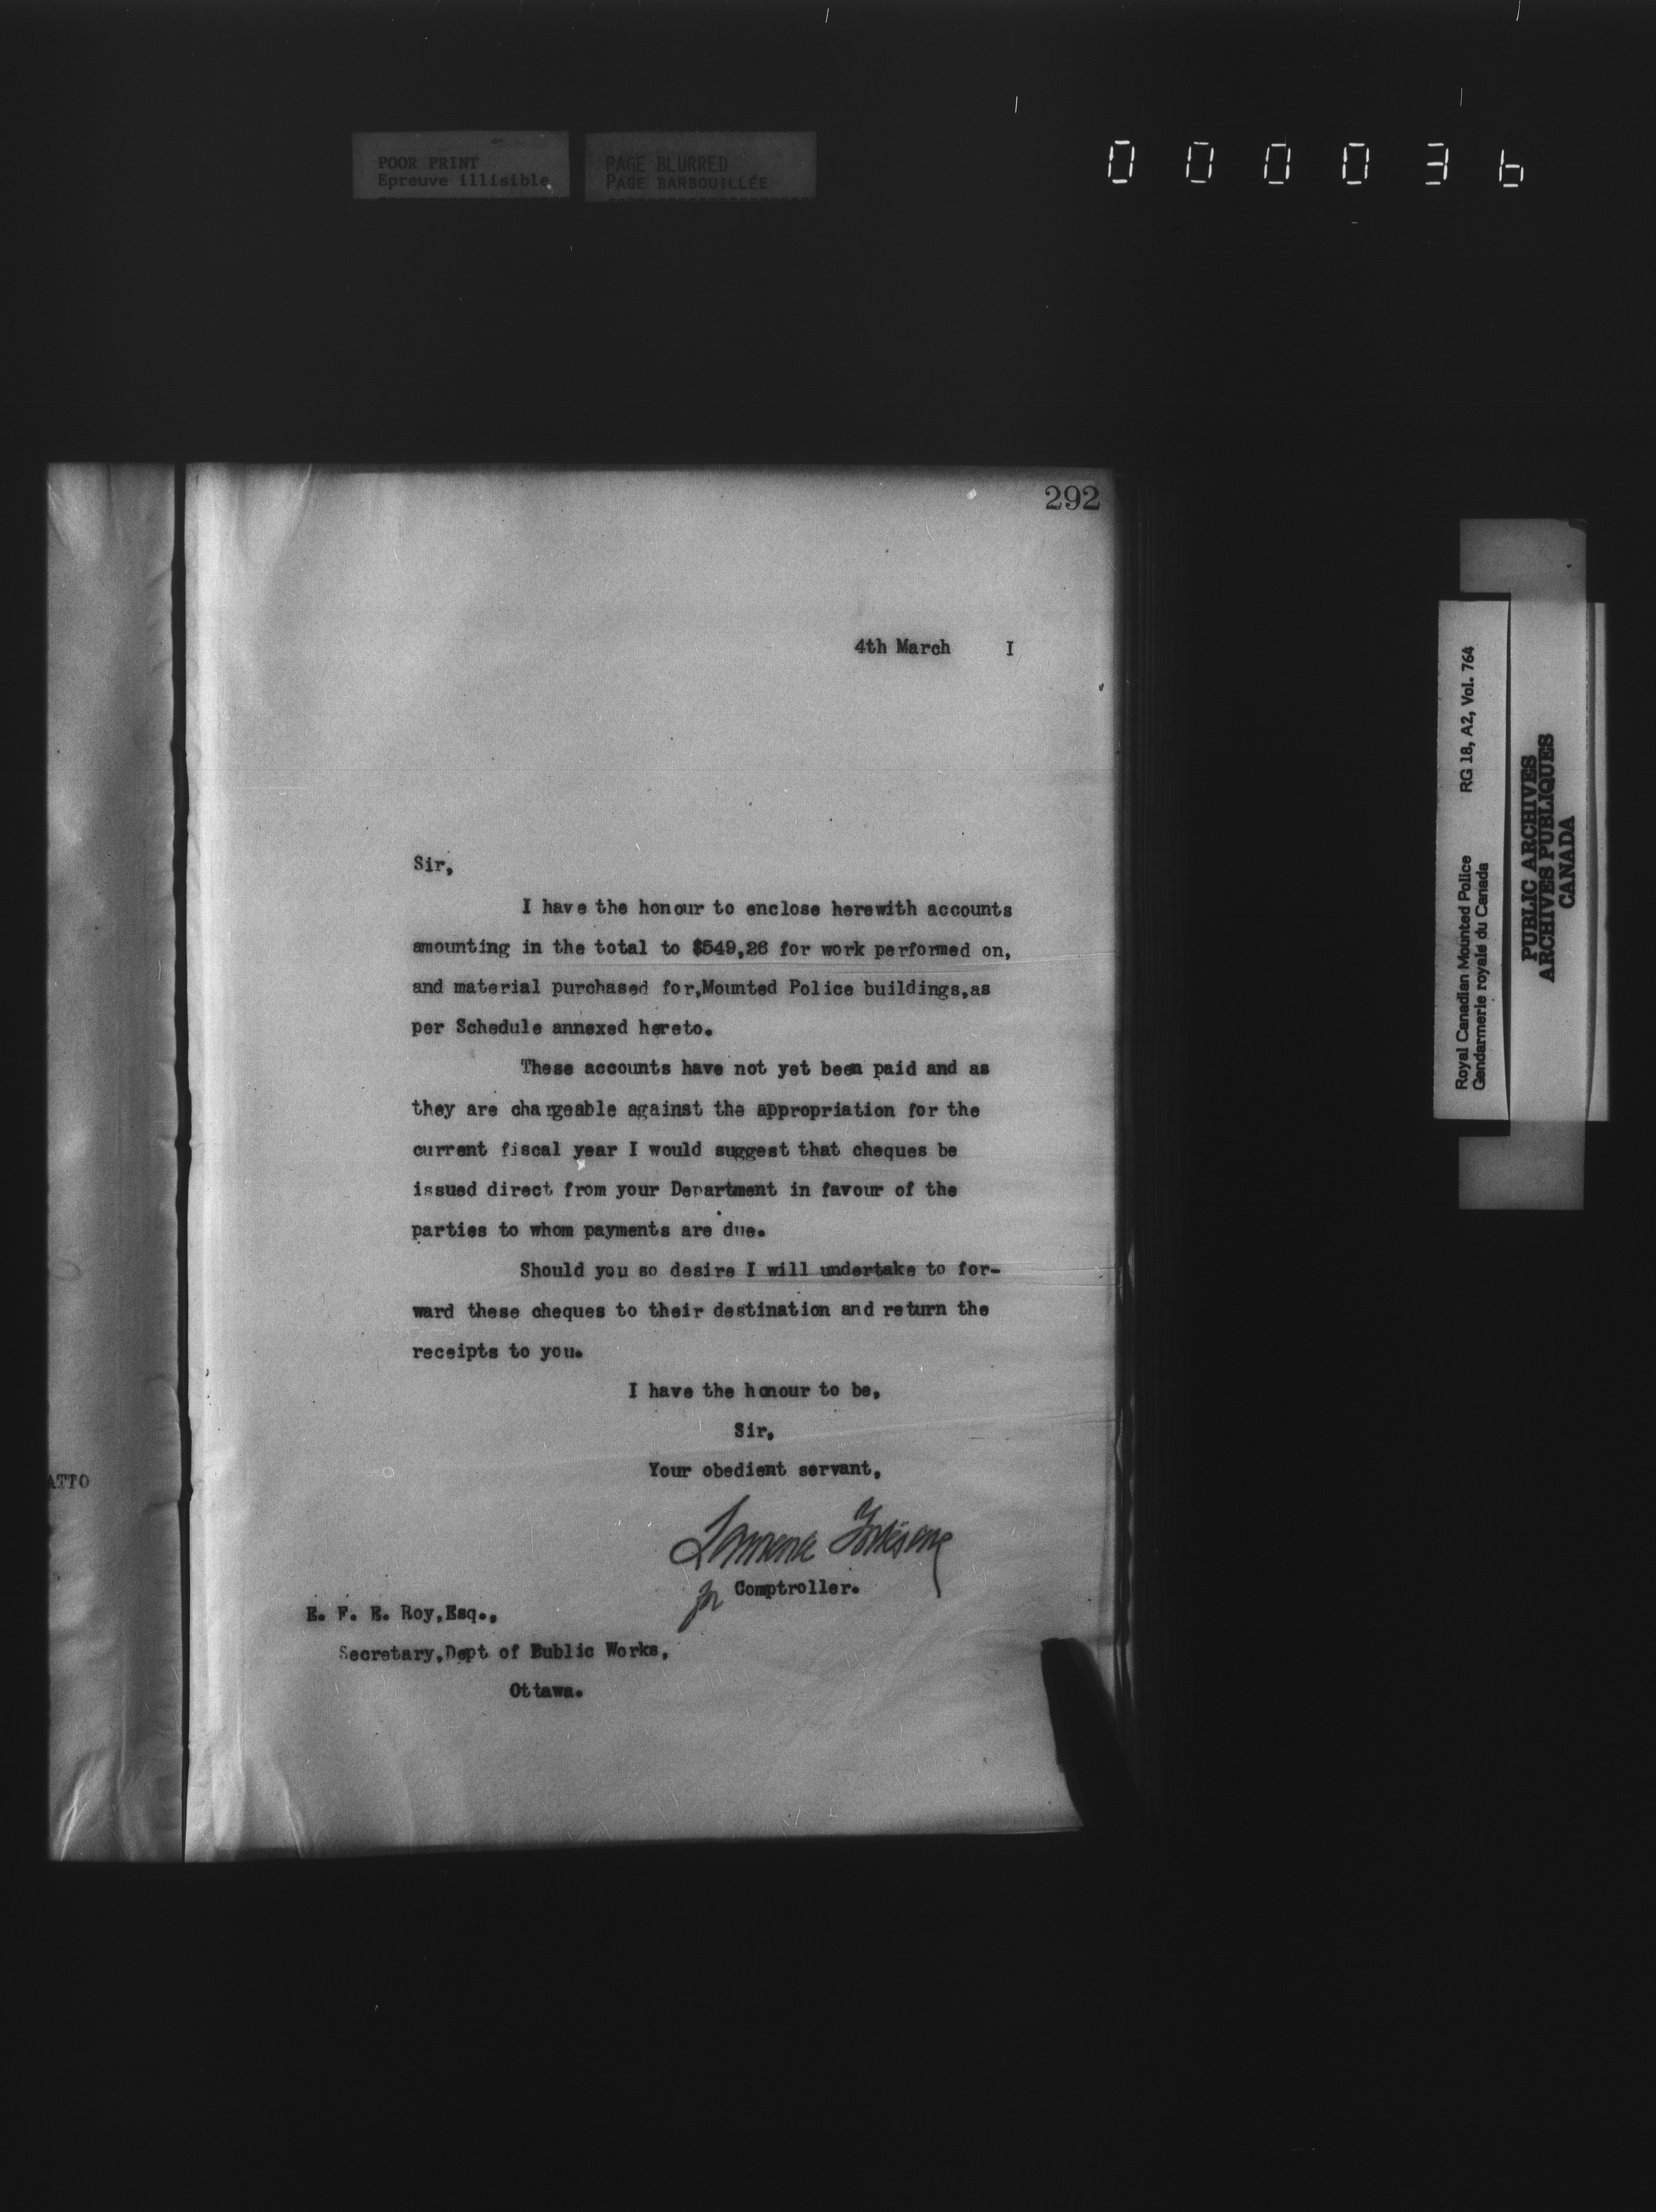 POOR PRINT
Epreuve illisible
PAGE BLURRED
PAGE BARBOUILLÉE
000036
292
4th March I
Sir,
I have the honour to enclose herewith accounts
amounting in the total to $549,26 for work performed on,
and material purchased for,Mounted Police buildings,as
per Schedule annexed hereto.
These accounts have not yet been paid and as
they are chargeable against the appropriation for the
current fiscal year I would suggest that cheques be
issued direct from your Department in favour of the
parties to whom payments are due.
Should you so desire I will undertake to for-
ward these cheques to their destination and return the
receipts to you.
I have the honour to be,
Sir,
Your obedient servant,
for Comptroller.
E. F. E. Roy,Esq.,
Secretary,Dept of Public Works,
Ottawa.
ATTO
Royal Canadian Mounted Police RG 18, A2, Vol. 764
Gendarmerie royale du Canada
PUBLIC ARCHIVES
ARCHIVES PUBLIQUES
CANADA